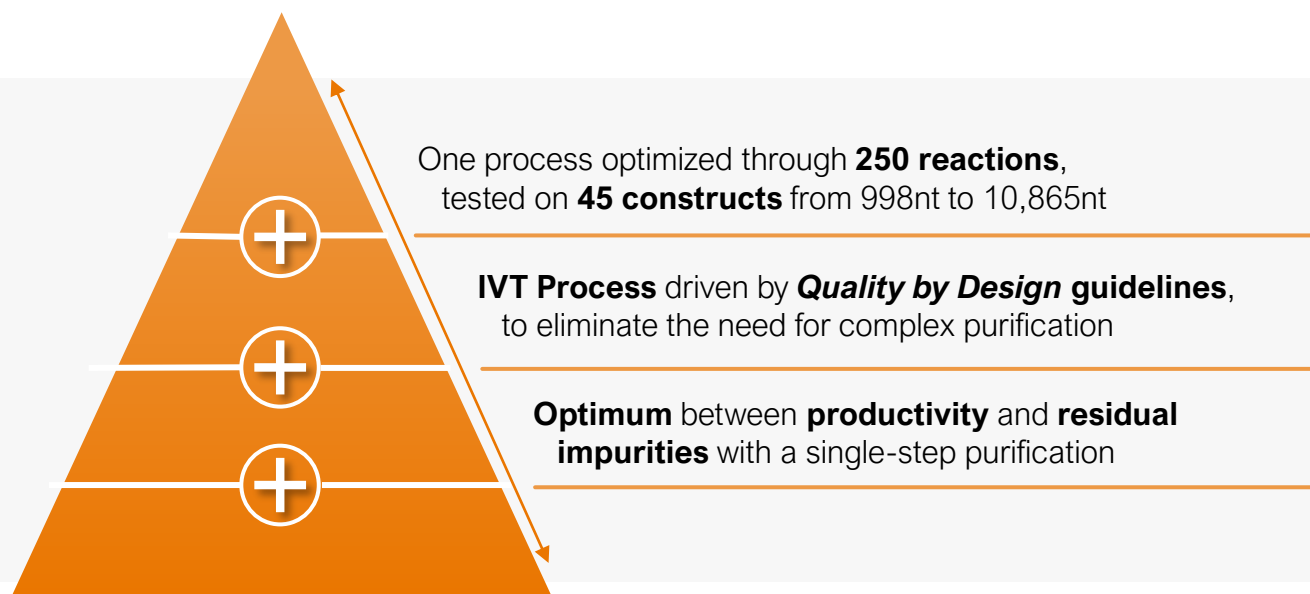 One process optimized through 250 reactions,
tested on 45 constructs from 998nt to 10,865nt
IVT Process driven by Quality by Design guidelines,
to eliminate the need for complex purification
Optimum between productivity and residual
impurities with a single-step purification